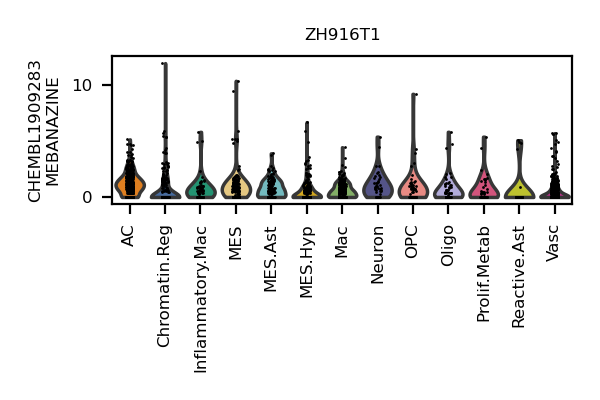 ZH916T1
CHEMBL1909283
MEBANAZINE
10
0
AC
Chromatin.Reg
Inflammatory.Mac
MES
MES.Ast
MES.Hyp
Mac
Neuron
OPC
Oligo
Prolif.Metab
Reactive.Ast
Vasc